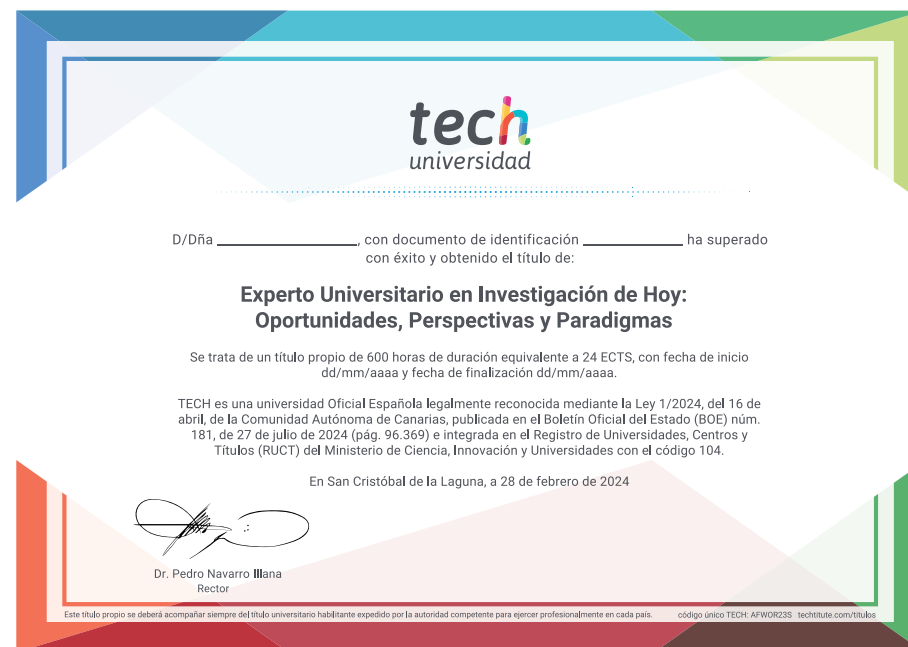 tech
universidad
D/Dña ____________________, con documento de identificación ______________ ha superado
con éxito y obtenido el título de:
Experto Universitario en Investigación de Hoy:
Oportunidades, Perspectivas y Paradigmas
Se trata de un título propio de 600 horas de duración equivalente a 24 ECTS, con fecha de inicio
dd/mm/aaaa y fecha de finalización dd/mm/aaaa.
TECH es una universidad Oficial Española legalmente reconocida mediante la Ley 1/2024, del 16 de
abril, de la Comunidad Autónoma de Canarias, publicada en el Boletín Oficial del Estado (BOE) núm.
181, de 27 de julio de 2024 (pág. 96.369) e integrada en el Registro de Universidades, Centros y
Títulos (RUCT) del Ministerio de Ciencia, Innovación y Universidades con el código 104.
En San Cristóbal de la Laguna, a 28 de febrero de 2024
Dr. Pedro Navarro Illana
Rector
Este título propio se deberá acompañar siempre del título universitario habilitante expedido por la autoridad competente para ejercer profesionalmente en cada país. código único TECH: AFWOR23S techtitute.com/titulos